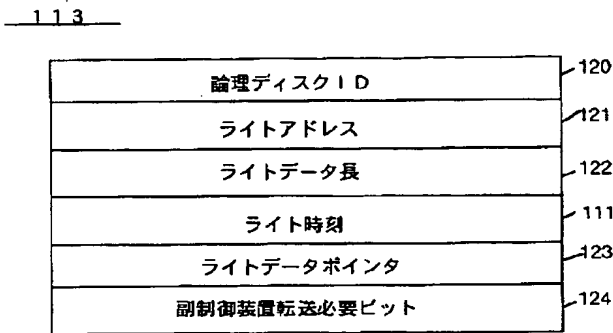 113
論理ディスクID 120
ライトアドレス 121
ライトデータ長 122
ライト時刻 111
ライトデータポインタ 123
副制御装置転送必要ビット 124